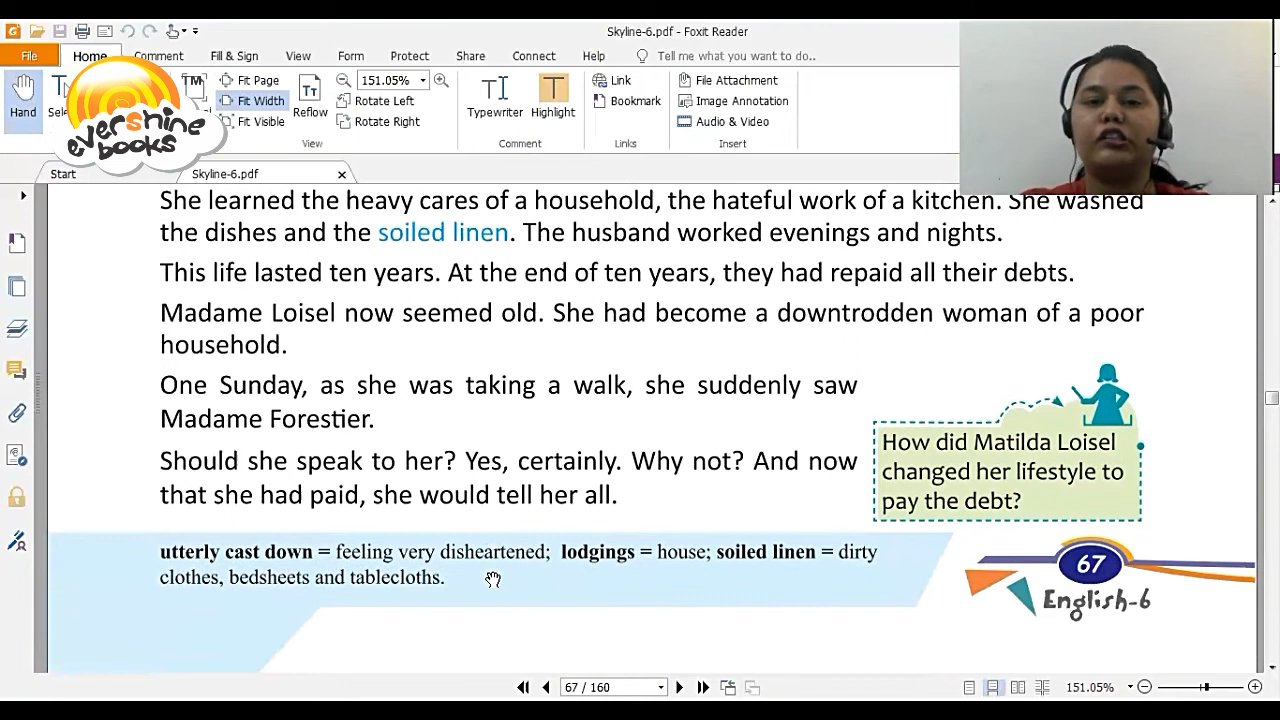 Skyline-6.pdf - Foxit Reader
File Home Comment Fill & Sign View Form Protect Share Connect Help Tell me what you want to do..
Hand
Fit Page
Fit Width
Fit Visible
Reflow
151.05%
Rotate Left
Rotate Right
View
Typewriter
Highlight
Comment
Link
Bookmark
Links
File Attachment
Image Annotation
Audio & Video
Insert
evershine
books
Start Skyline-6.pdf
She learned the heavy cares of a household, the hateful work of a kitchen. She washed
the dishes and the soiled linen. The husband worked evenings and nights.
This life lasted ten years. At the end of ten years, they had repaid all their debts.
Madame Loisel now seemed old. She had become a downtrodden woman of a poor
household.
One Sunday, as she was taking a walk, she suddenly saw
Madame Forestier.
Should she speak to her? Yes, certainly. Why not? And now
that she had paid, she would tell her all.
How did Matilda Loisel
changed her lifestyle to
pay the debt?
utterly cast down = feeling very disheartened; lodgings = house; soiled linen = dirty
clothes, bedsheets and tablecloths.
67
English-6
67 / 160
151.05%